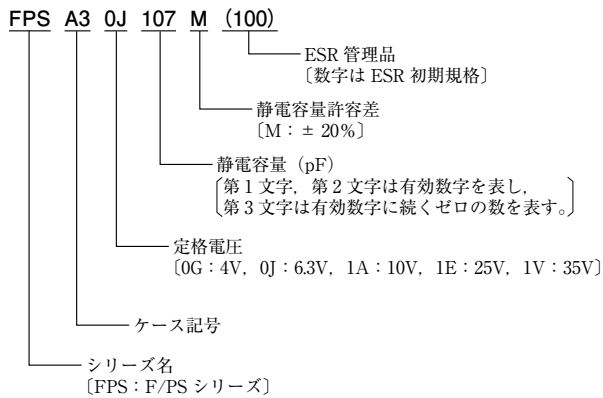 FPS A3 0J 107 M (100)
ESR 管理品
〔数字は ESR 初期規格〕
静電容量許容差
〔M：± 20%〕
静電容量（pF）
第 1 文字，第 2 文字は有効数字を表し，
第 3 文字は有効数字に続くゼロの数を表す。
定格電圧
〔0G：4V，0J：6.3V，1A：10V，1E：25V，1V：35V〕
ケース記号
シリーズ名
〔FPS：F/PS シリーズ〕